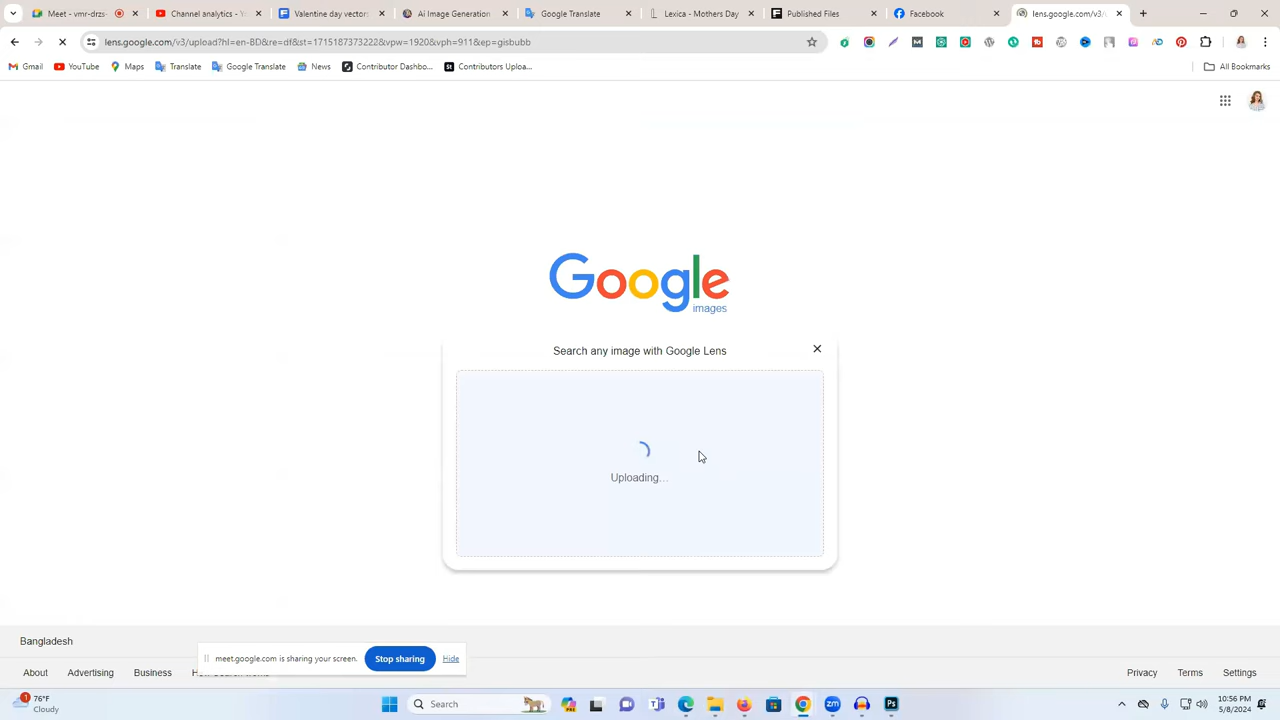 Meet - vmr-zrzs-
Channel analytics - Y
Valentine day vectors
Ai Image Generation
Google Translate
Lexica - Mothers Day
Published Files
Facebook
lens.google.com/v3/
lens.google.com/v3/upload?hl=en-BD&re=df&st=1715187373222&vpw=1920&vph=911&ep=gisbubb
Gmail
YouTube
Maps
Translate
Google Translate
News
Contributor Dashbo...
Contributors Uploa...
All Bookmarks
Google
images
Search any image with Google Lens
Uploading...
Bangladesh
meet.google.com is sharing your screen.
Stop sharing
Hide
About
Advertising
Business
Privacy
Terms
Settings
1
76°F
Cloudy
Search
10:56 PM
5/8/2024